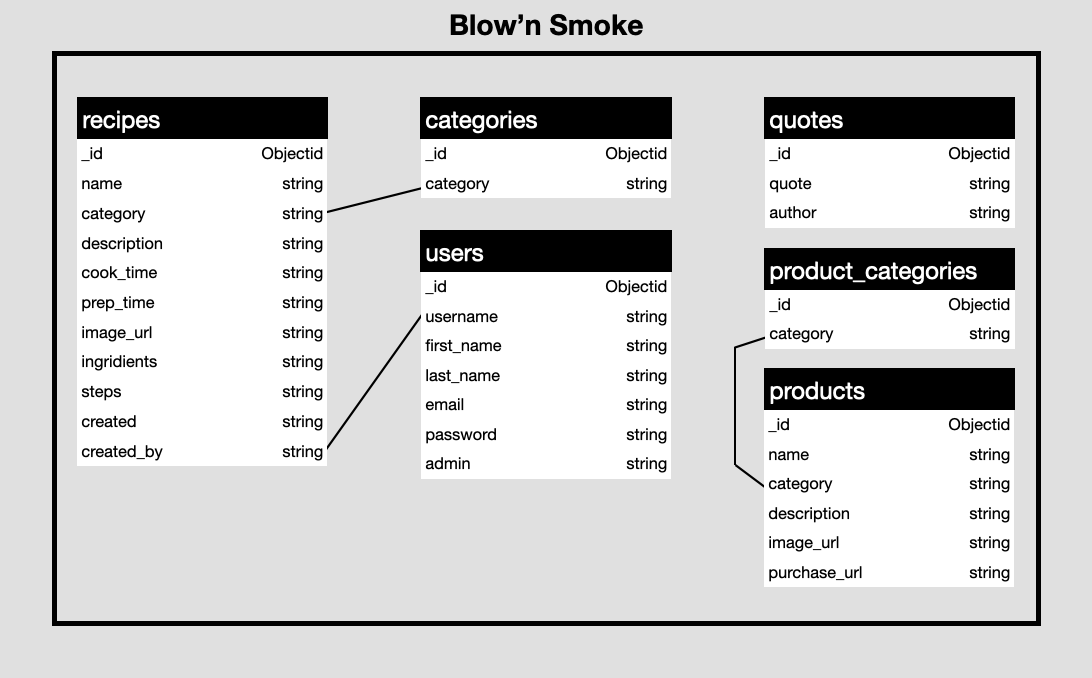 Blow’n Smoke
recipes
_id Objectid
name string
category string
description string
cook_time string
prep_time string
image_url string
ingridients string
steps string
created string
created_by string
categories
_id Objectid
category string
users
_id Objectid
username string
first_name string
last_name string
email string
password string
admin string
quotes
_id Objectid
quote string
author string
product_categories
_id Objectid
category string
products
_id Objectid
name string
category string
description string
image_url string
purchase_url string